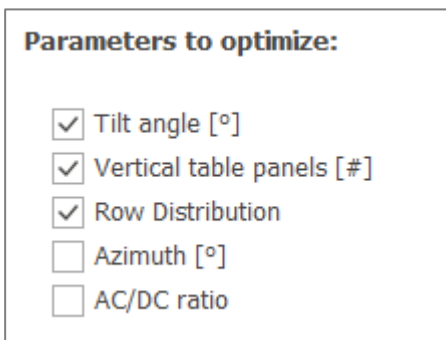 Parameters to optimize:
Tilt angle [º]
Vertical table panels [#]
Row Distribution
Azimuth [º]
AC/DC ratio